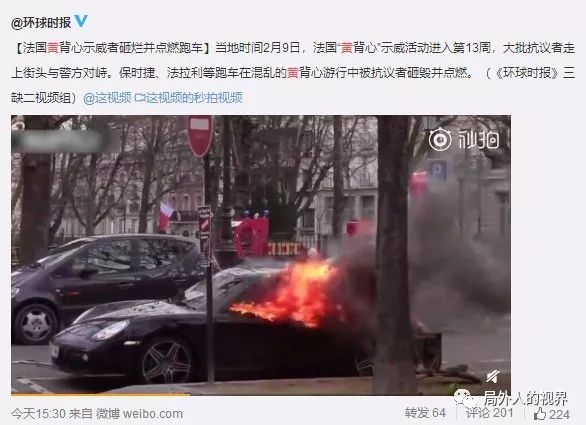 @环球时报
【法国黄背心示威者砸烂并点燃跑车】当地时间2月9日，法国“黄背心”示威活动进入第13周，大批抗议者走
上街头与警方对峙。保时捷、法拉利等跑车在混乱的黄背心游行中被抗议者砸毁并点燃。（《环球时报》三
缺二视频组）@这视频 这视频的秒拍视频
秒拍
P
今天15:30 来自 微博 weibo.com
转发 64 评论 201 224
局外人的视界